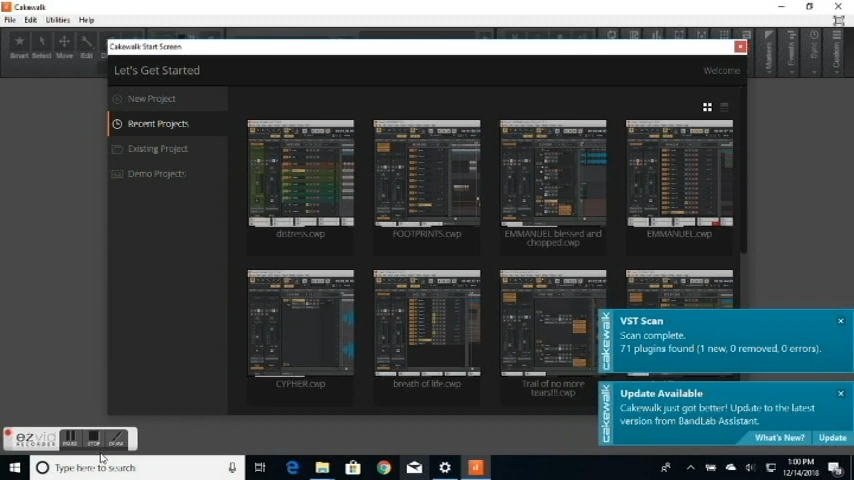 Cakewalk
File Edit Utilities Help
Smart Select Move Edit
Markers
Events
Sync
Custom
Cakewalk Start Screen
Let's Get Started
Welcome
New Project
Recent Projects
Existing Project
Demo Projects
distress.cwp
FOOTPRINTS.cwp
EMMANUEL blessed and
chopped.cwp
EMMANUEL.cwp
CYPHER.cwp
breath of life.cwp
Trail of no more
tears!!!.cwp
cakewalk
VST Scan
Scan complete.
71 plugins found (1 new, 0 removed, 0 errors).
cakewalk
Update Available
Cakewalk just got better! Update to the latest
version from BandLab Assistant.
What's New? Update
ezvid
RECORDER
PAUSE STOP DRAW
Type here to search
1:00 PM
12/14/2018